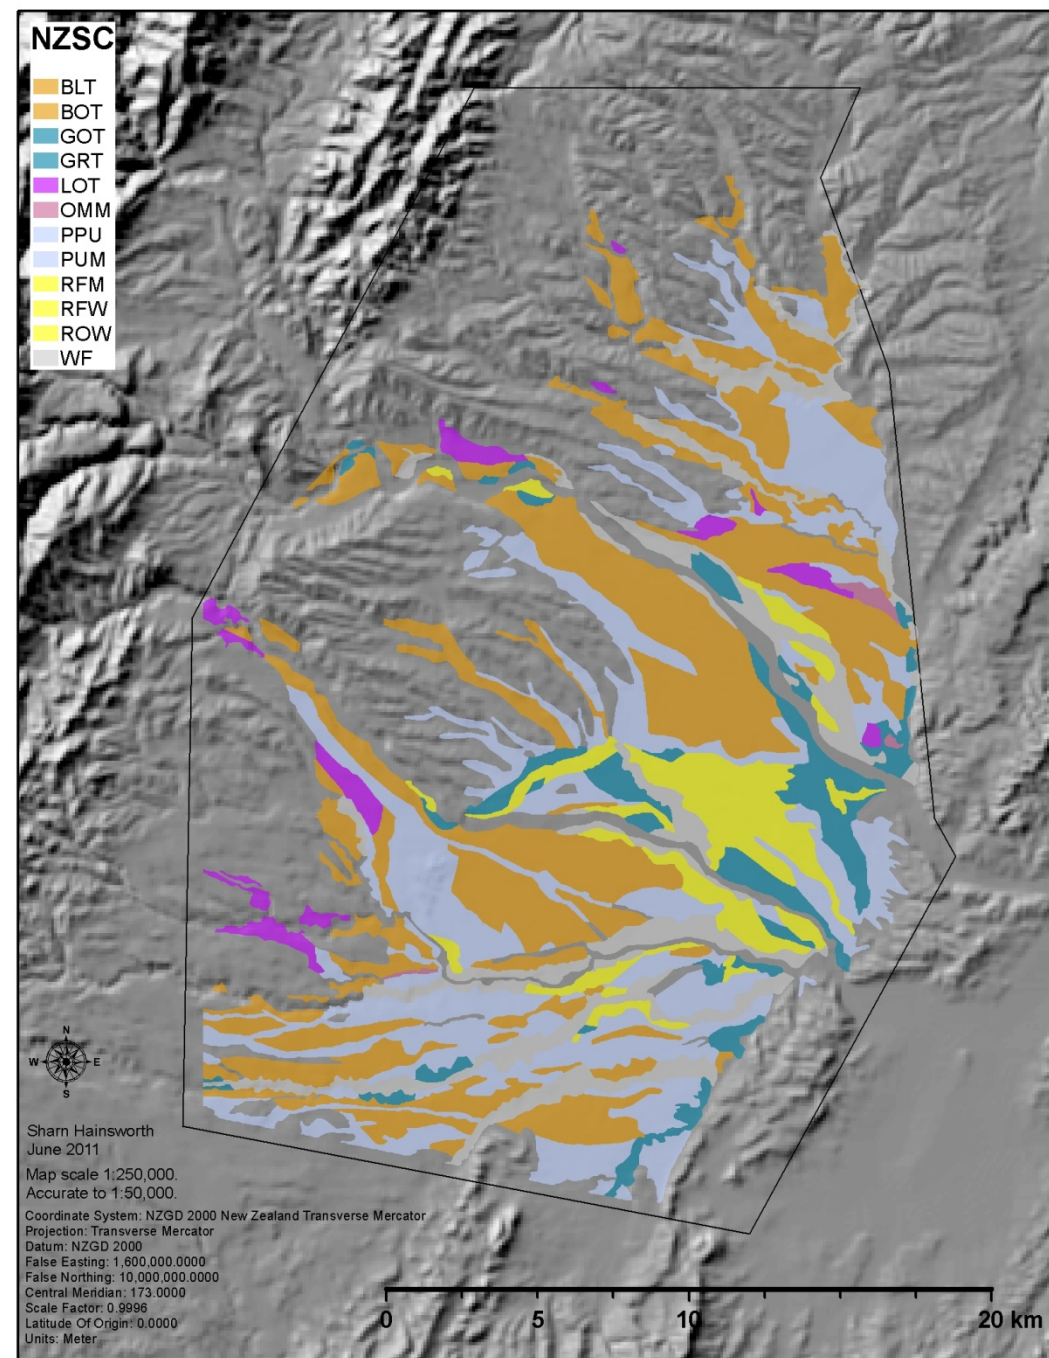 NZSC
BLT
BOT
GOT
GRT
LOT
OMM
PPU
PUM
RFM
RFW
ROW
WF
N
W E
S
Sharn Hainsworth
June 2011
Map scale 1:250,000.
Accurate to 1:50,000.
Coordinate System: NZGD 2000 New Zealand Transverse Mercator
Projection: Transverse Mercator
Datum: NZGD 2000
False Easting: 1,600,000.0000
False Northing: 10,000,000.0000
Central Meridian: 173.0000
Scale Factor: 0.9996
Latitude Of Origin: 0.0000
Units: Meter
0 5 10 20 km